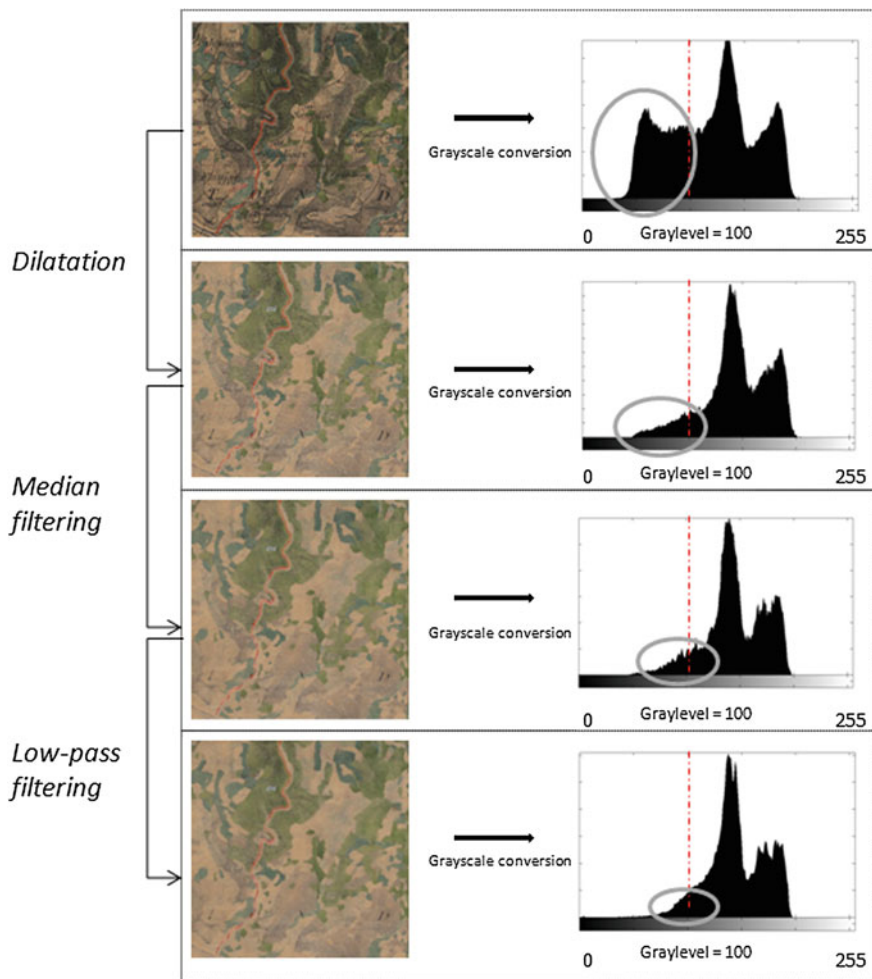 Grayscale conversion
0 Graylevel = 100 255
Dilatation
Grayscale conversion
0 Graylevel = 100 255
Median
filtering
Grayscale conversion
0 Graylevel = 100 255
Low-pass
filtering
Grayscale conversion
0 Graylevel = 100 255